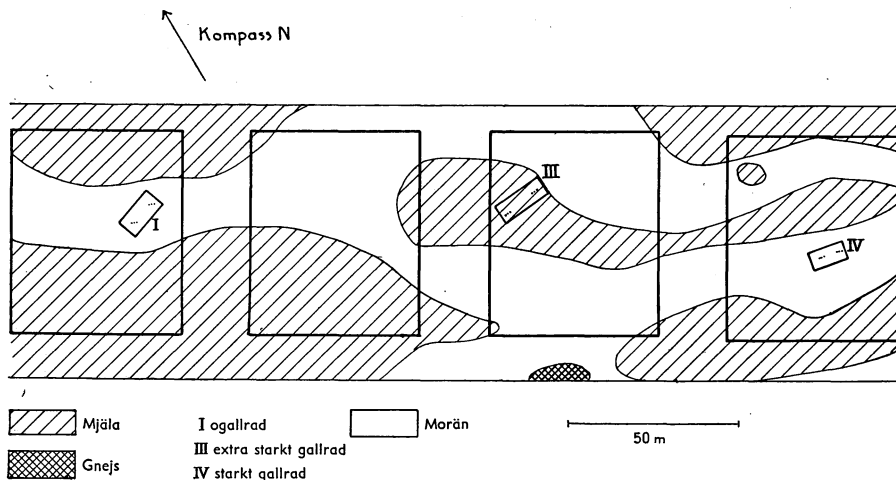 Kompass N
III
I
IV
Mjäla
I ogallrad
Morän
III extra starkt gallrad
50 m
Gnejs
IV starkt gallrad